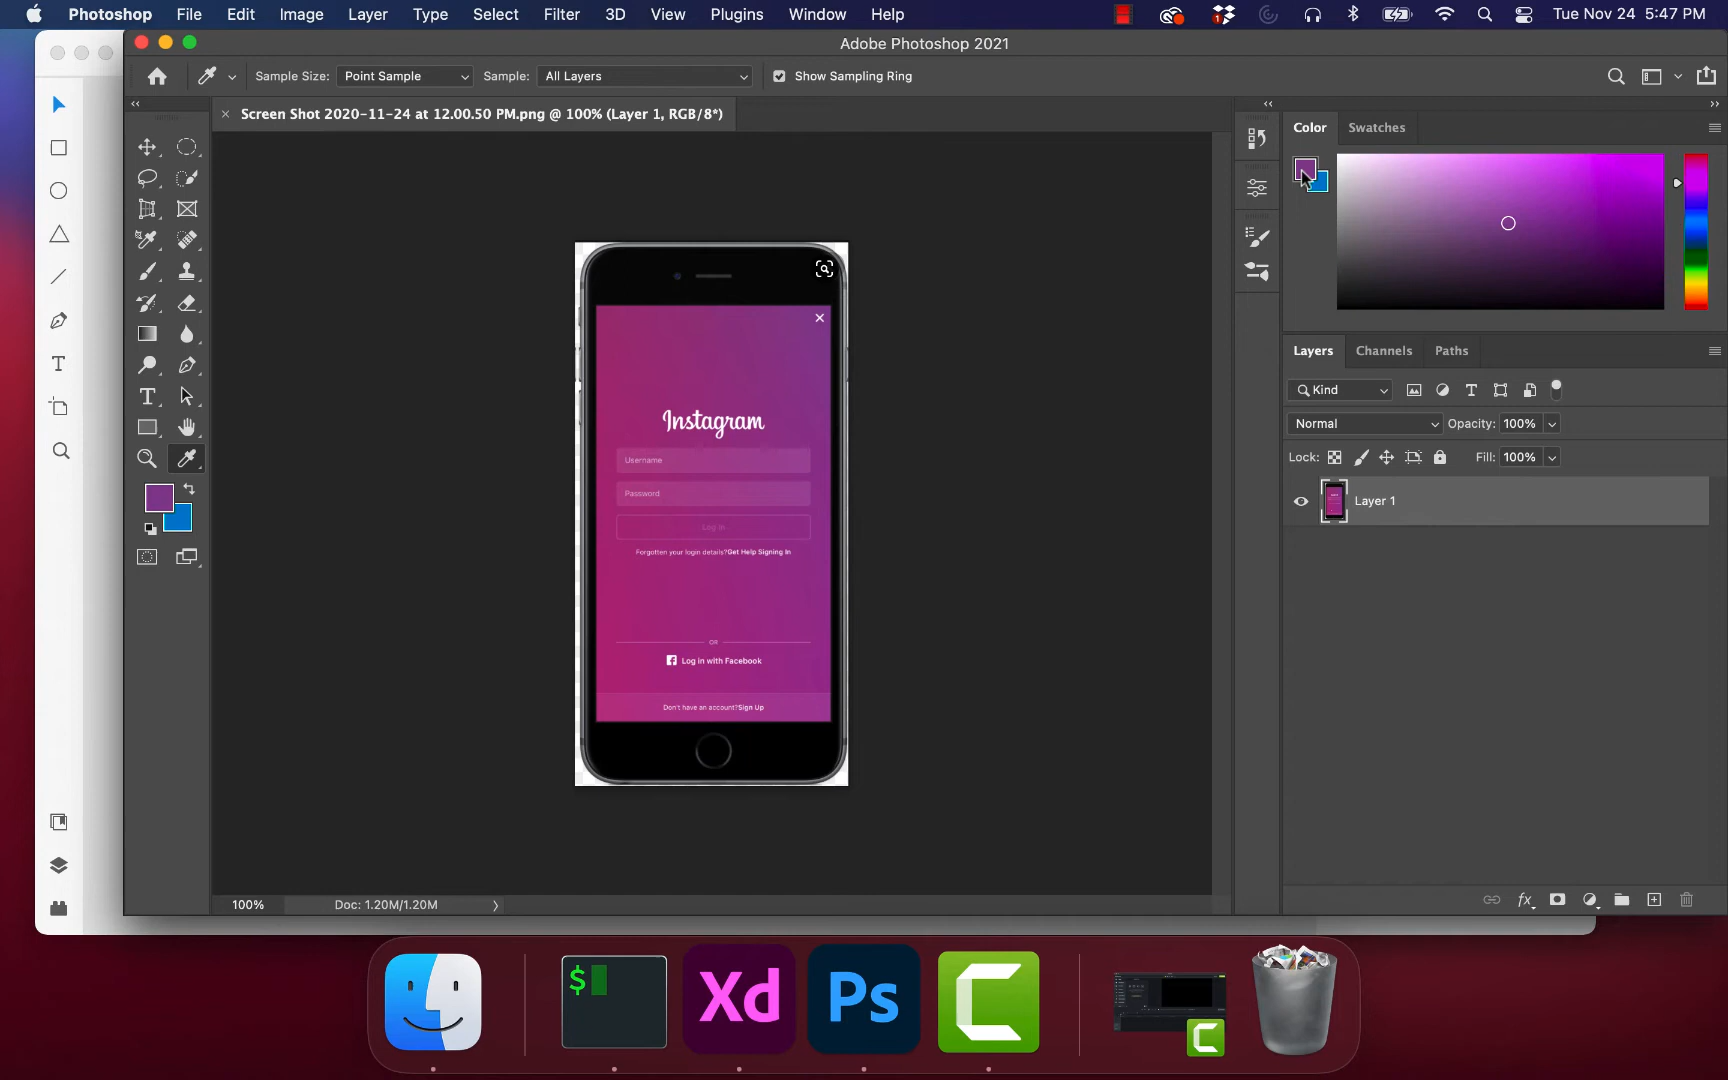 Photoshop File Edit Image Layer Type Select Filter 3D View Plugins Window Help 1 Tue Nov 24 5:47 PM
Adobe Photoshop 2021
Sample Size: Point Sample Sample: All Layers Show Sampling Ring
× Screen Shot 2020-11-24 at 12.00.50 PM.png @ 100% (Layer 1, RGB/8*)
Color Swatches
Instagram
Username
Password
Log in
Forgotten your login details?Get Help Signing In
OR
Log in with Facebook
Don't have an account?Sign Up
Layers Channels Paths
Kind
Normal Opacity: 100%
Lock: Fill: 100%
Layer 1
fx
100% Doc: 1.20M/1.20M
T
T
$
Xd
Ps
C
C